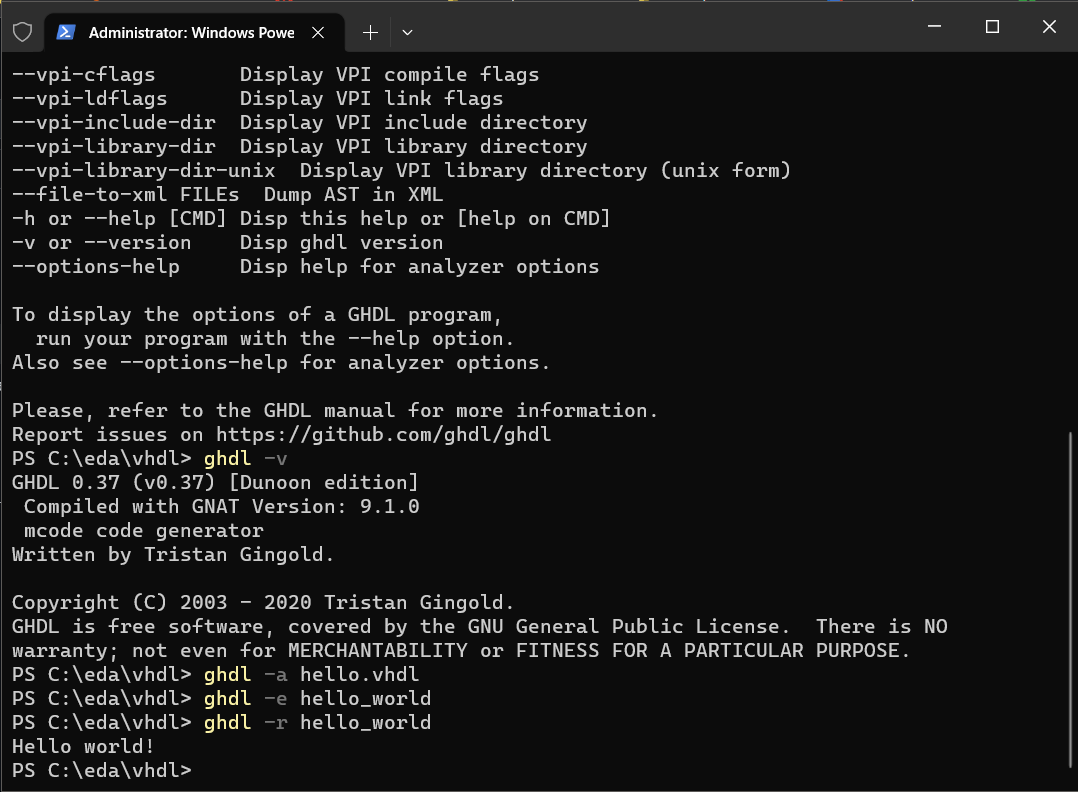 Administrator: Windows Powe
--vpi-cflags       Display VPI compile flags
--vpi-ldflags      Display VPI link flags
--vpi-include-dir  Display VPI include directory
--vpi-library-dir  Display VPI library directory
--vpi-library-dir-unix  Display VPI library directory (unix form)
--file-to-xml FILEs  Dump AST in XML
-h or --help [CMD] Disp this help or [help on CMD]
-v or --version    Disp ghdl version
--options-help     Disp help for analyzer options
To display the options of a GHDL program,
  run your program with the --help option.
Also see --options-help for analyzer options.
Please, refer to the GHDL manual for more information.
Report issues on https://github.com/ghdl/ghdl
PS C:\eda\vhdl> ghdl -v
GHDL 0.37 (v0.37) [Dunoon edition]
 Compiled with GNAT Version: 9.1.0
 mcode code generator
Written by Tristan Gingold.
Copyright (C) 2003 - 2020 Tristan Gingold.
GHDL is free software, covered by the GNU General Public License.  There is NO
warranty; not even for MERCHANTABILITY or FITNESS FOR A PARTICULAR PURPOSE.
PS C:\eda\vhdl> ghdl -a hello.vhdl
PS C:\eda\vhdl> ghdl -e hello_world
PS C:\eda\vhdl> ghdl -r hello_world
Hello world!
PS C:\eda\vhdl>